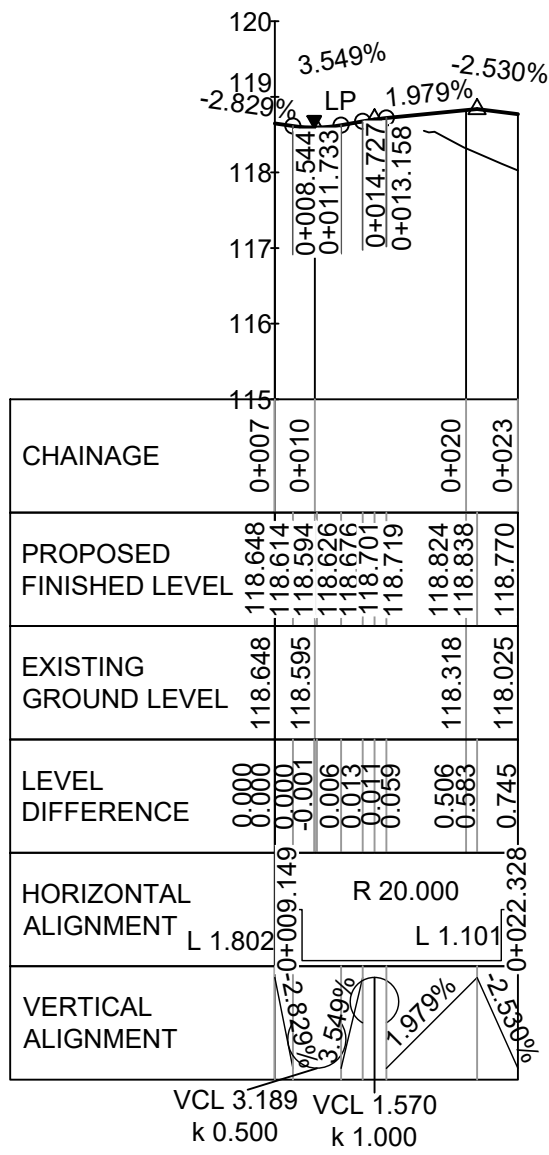 120
119
118
117
116
115
-2.829%
3.549%
LP
1.979%
-2.530%
0+008.544
0+011.733
0+014.727
0+013.158
CHAINAGE
0+007
0+010
0+020
0+023
PROPOSED
FINISHED LEVEL
118.648
118.614
118.594
118.626
118.676
118.701
118.719
118.824
118.838
118.770
EXISTING
GROUND LEVEL
118.648
118.595
118.318
118.025
LEVEL
DIFFERENCE
0.000
0.000
0.000
-0.001
0.006
0.013
0.011
0.059
0.506
0.583
0.745
HORIZONTAL
ALIGNMENT
L 1.802
0+009.149
R 20.000
L 1.101
0+022.328
VERTICAL
ALIGNMENT
-2.829%
3.549%
1.979%
-2.530%
VCL 3.189
k 0.500
VCL 1.570
k 1.000